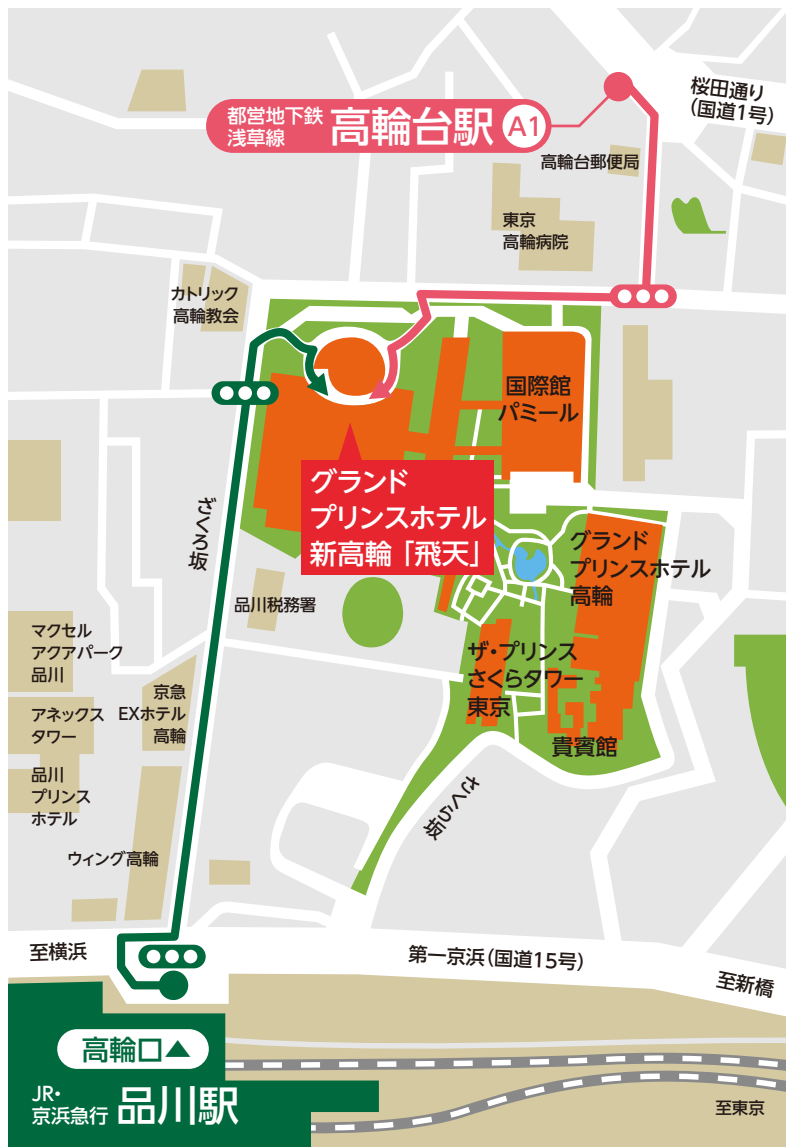 桜田通り
(国道1号)
都営地下鉄
浅草線
高輪台駅
A1
高輪台郵便局
東京
高輪病院
カトリック
高輪教会
国際館
パミール
グランド
プリンスホテル
新高輪「飛天」
ざくろ坂
グランド
プリンスホテル
高輪
品川税務署
マクセル
アクアパーク
品川
ザ・プリンス
さくらタワー
東京
京急
EXホテル
高輪
アネックス
タワー
貴賓館
品川
プリンス
ホテル
さくら坂
ウィング高輪
至横浜
第一京浜(国道15号)
至新橋
高輪口▲
JR・
京浜急行
品川駅
至東京